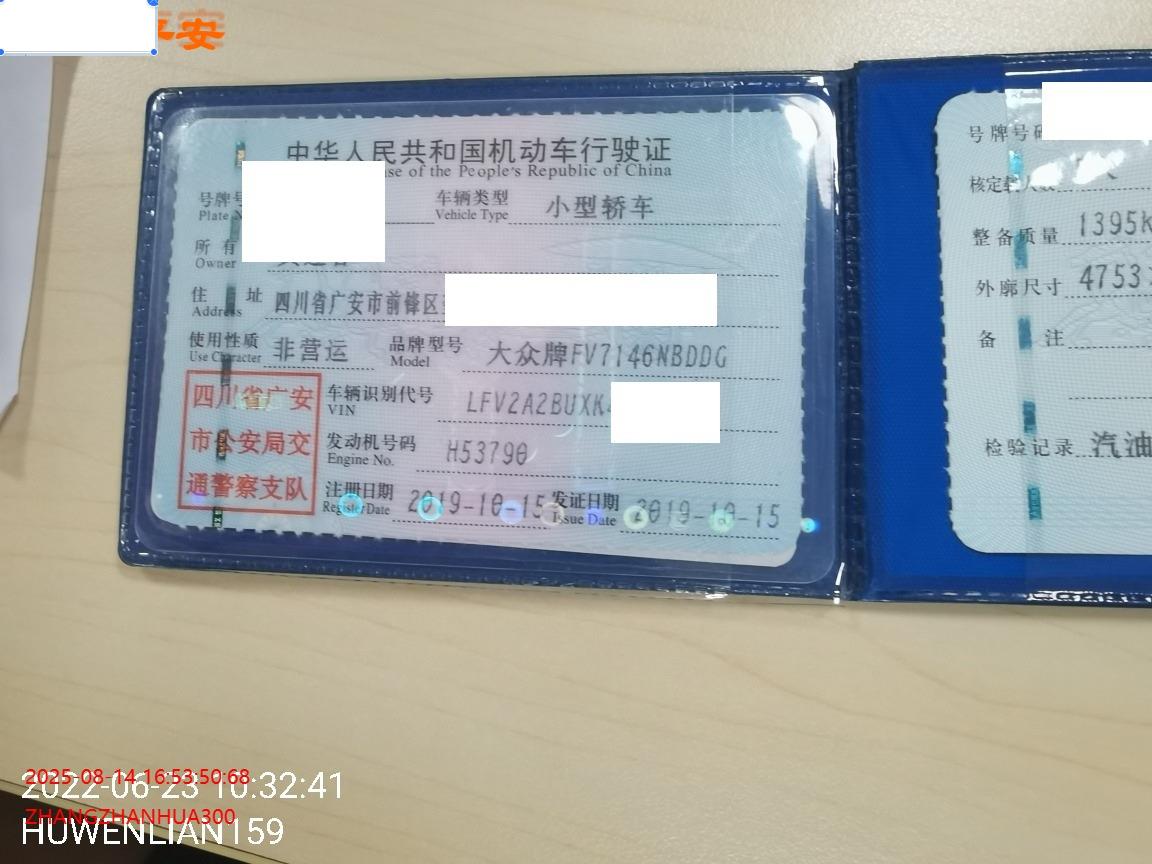 安
中华人民共和国机动车行驶证
se of the People's Republic of China
号牌号
Plate
车辆类型
Vehicle Type
小型轿车
所有
Owner
住址
Address
四川省广安市前锋区
使用性质
Use Character
非营运
品牌型号
Model
大众牌FV7146NBDDG
四川省广安
市公安局交
通警察支队
车辆识别代号
VIN
LFV2A2BUXK
发动机号码
Engine No.
H53790
注册日期
Register Date
2019-10-15
发证日期
Issue Date
2019-10-15
号牌号码
核定载人数
整备质量
1395k
外廓尺寸
4753
备注
检验记录
汽油
2025-08-14 16:53:50:68
2022-06-23 10:32:41
ZHANGZHANHUA300
HUWENLIAN159